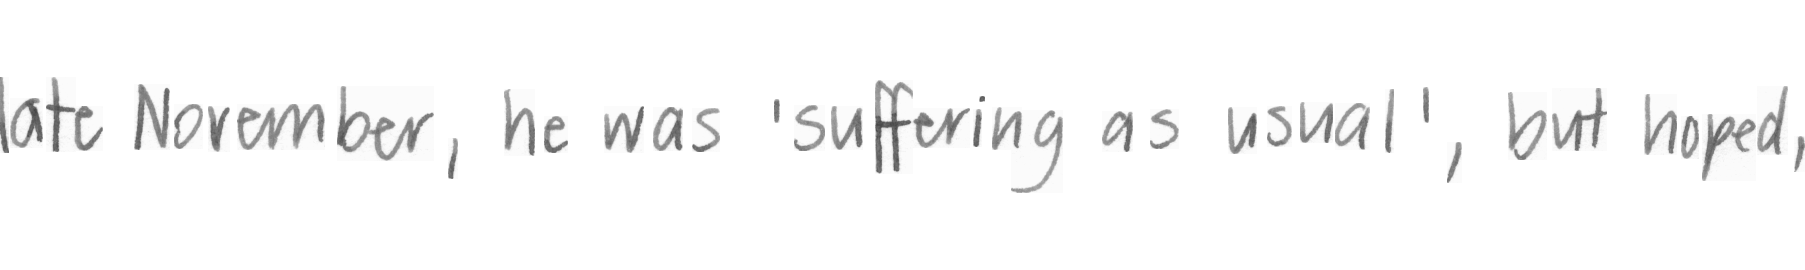 late November, he was 'suffering as usual', but hoped,